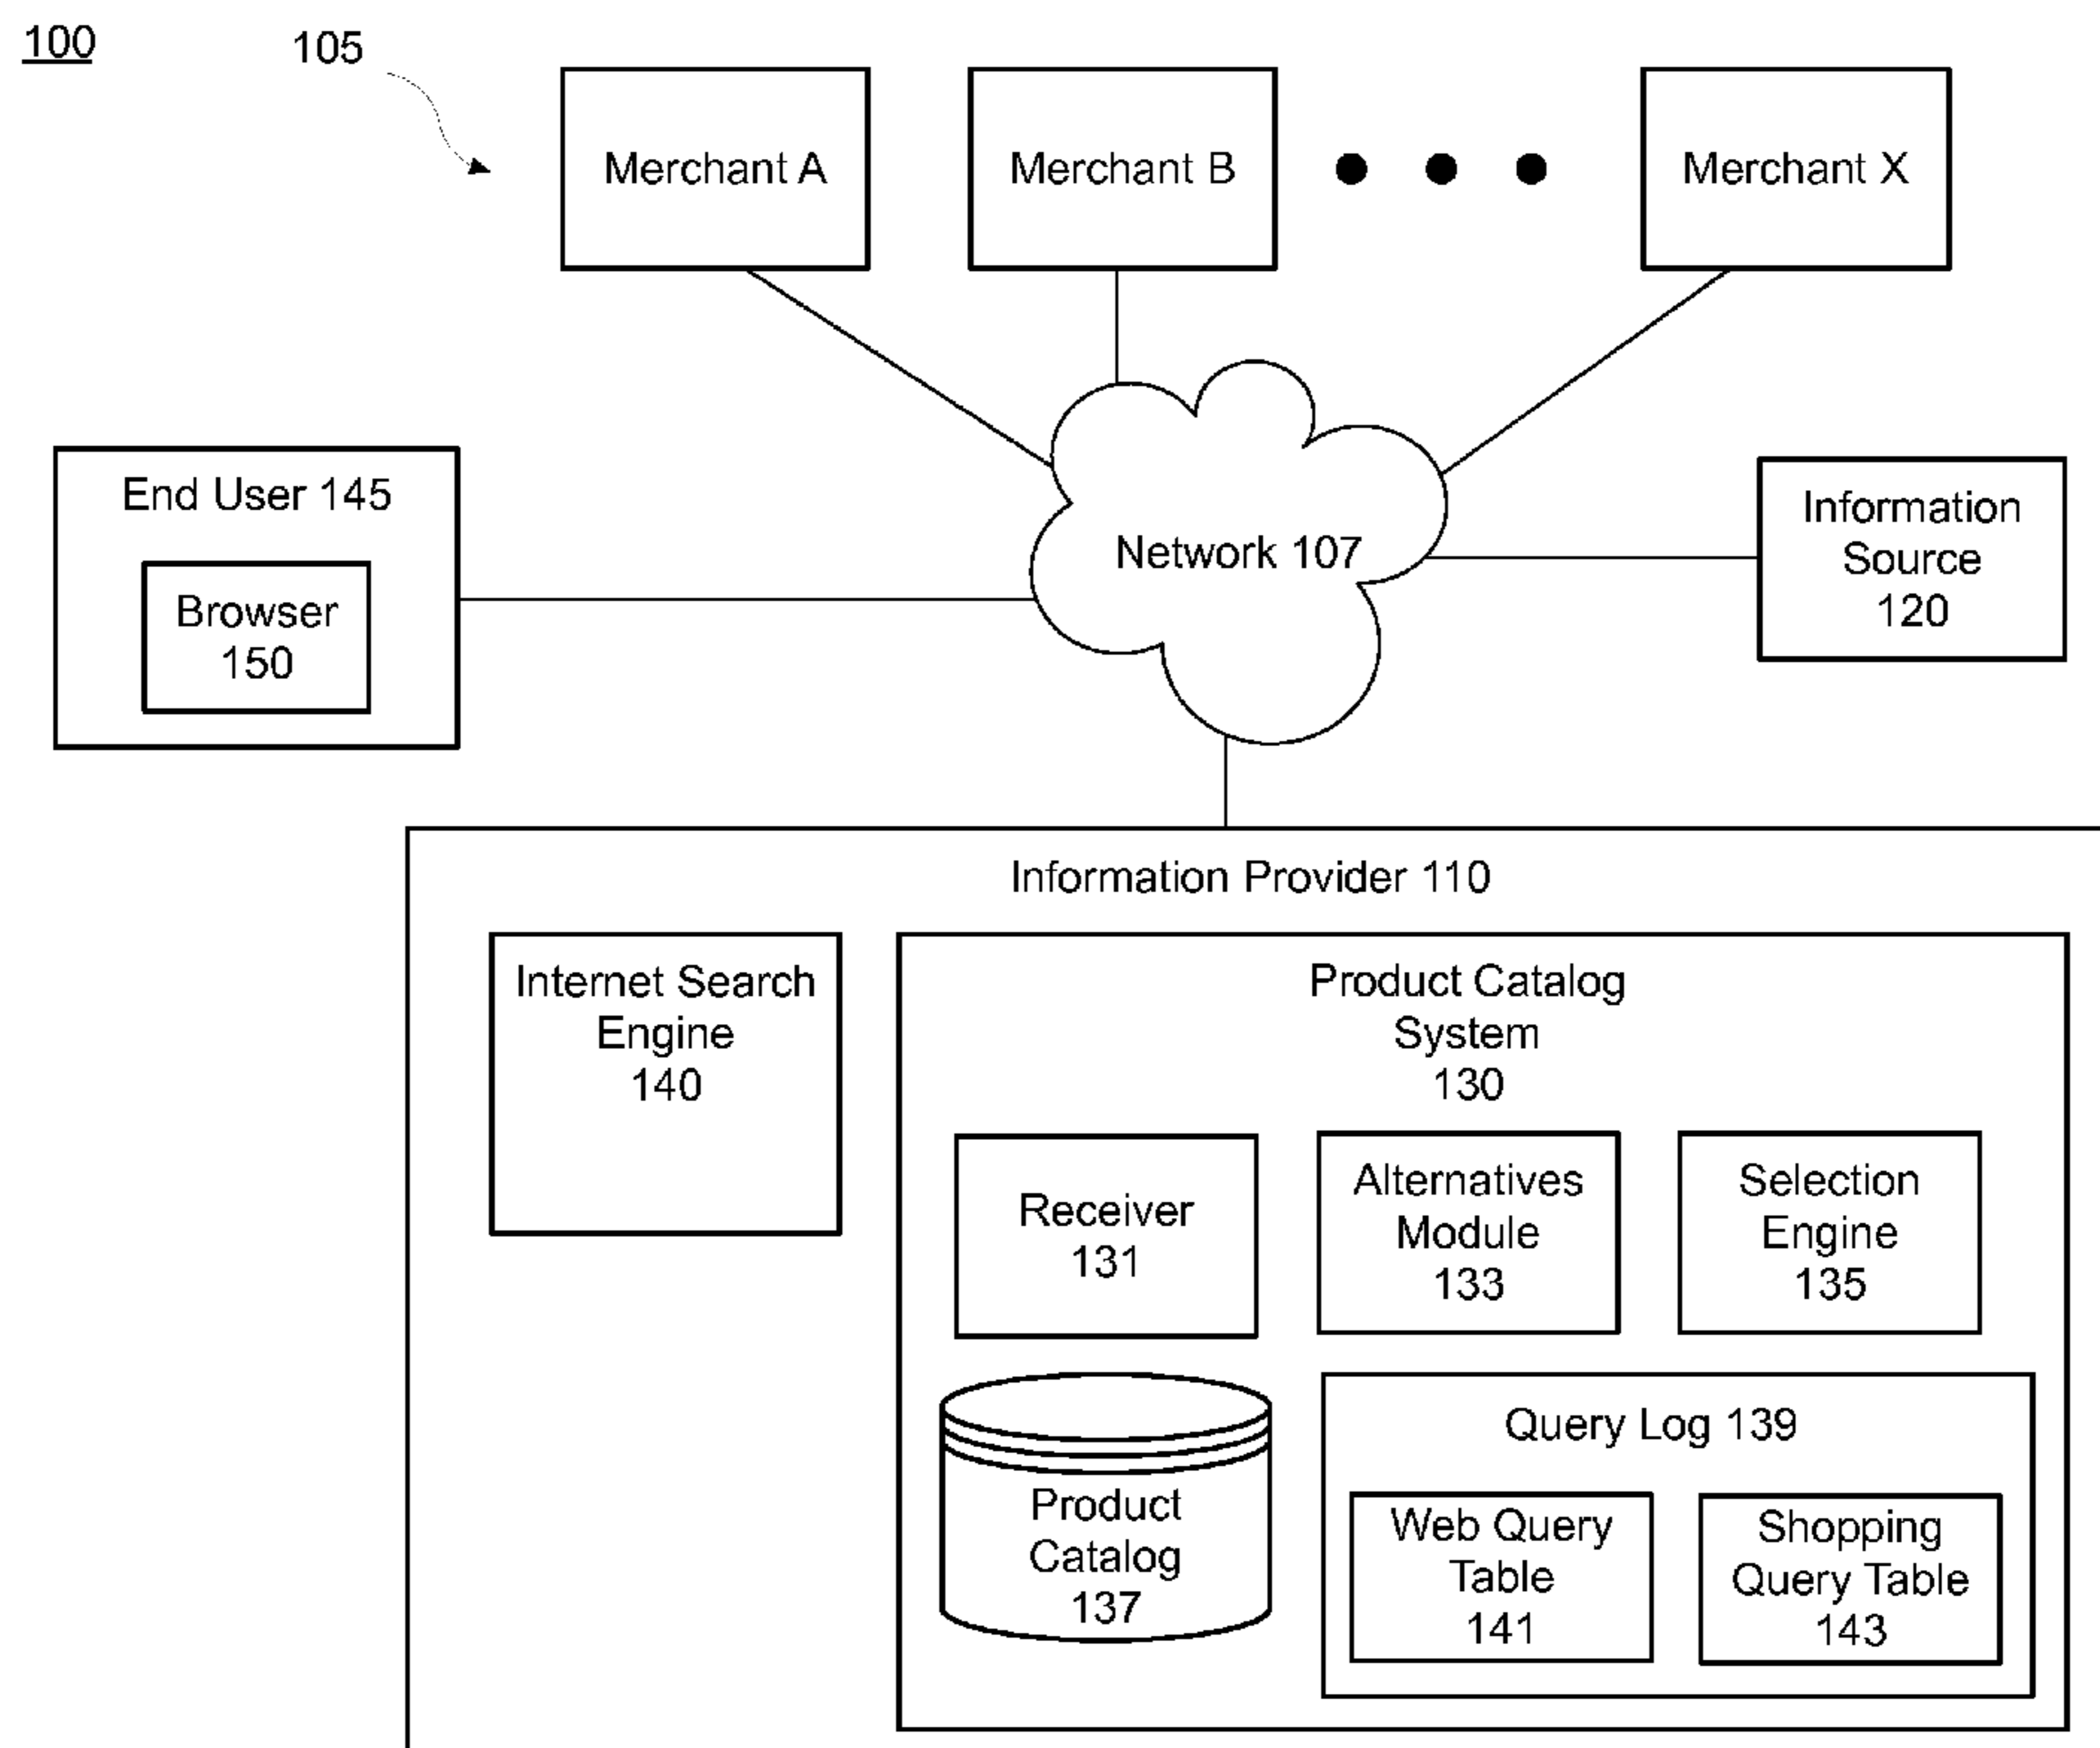 100
105
Merchant A
Merchant B
Merchant X
End User 145
Browser
150
Network 107
Information
Source
120
Information Provider 110
Internet Search
Engine
140
Product Catalog
System
130
Receiver
131
Alternatives
Module
133
Selection
Engine
135
Product
Catalog
137
Query Log 139
Web Query
Table
141
Shopping
Query Table
143